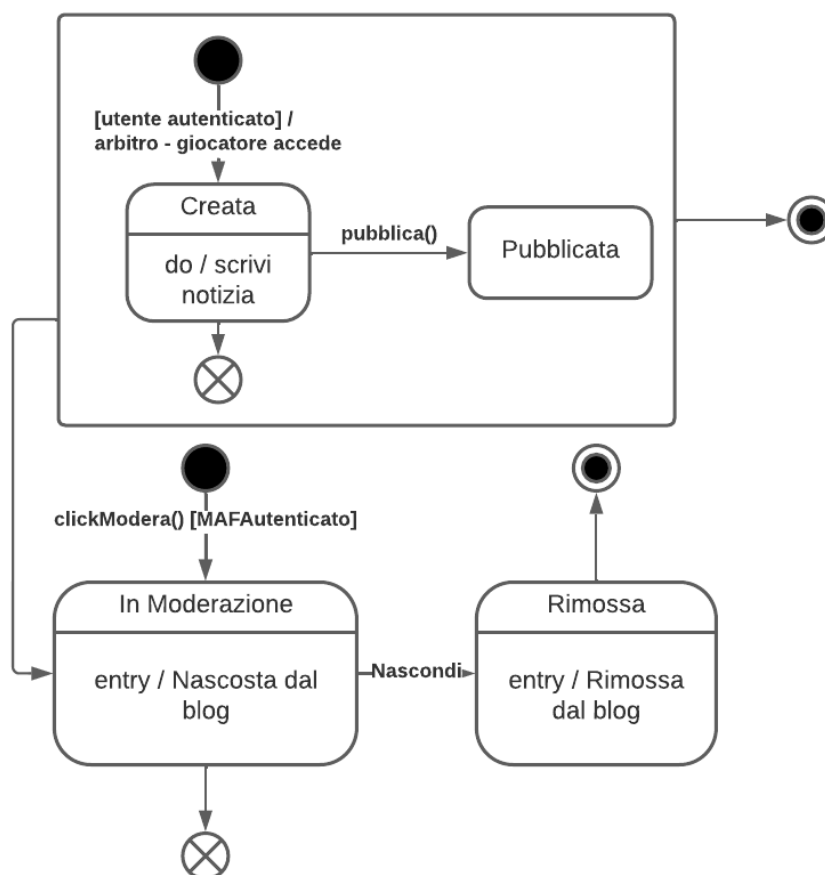 [utente autenticato] /
arbitro - giocatore accede
Creata
do / scrivi
notizia
pubblica()
Pubblicata
clickModera() [MAFAutenticato]
In Moderazione
entry / Nascosta dal
blog
Nascondi
Rimossa
entry / Rimossa
dal blog